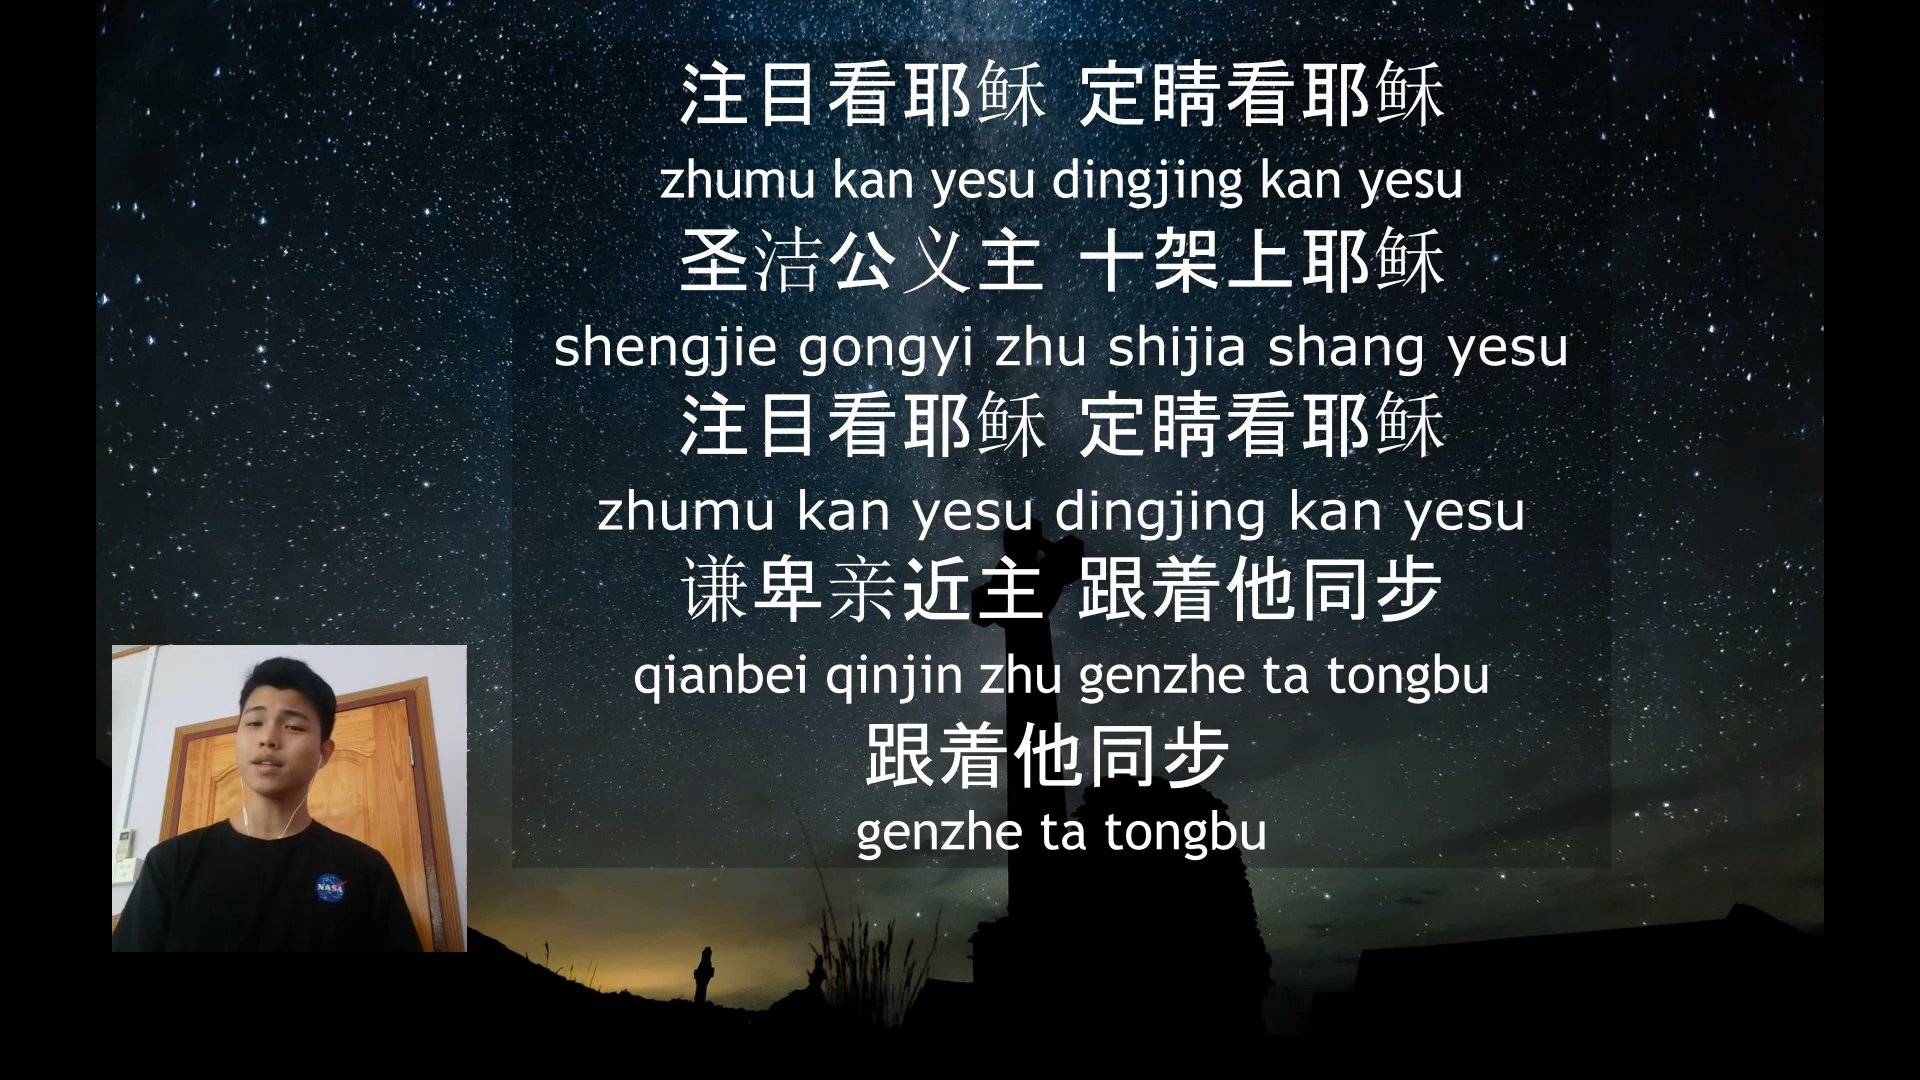 注目看耶稣 定睛看耶稣
zhumu kan yesu dingjing kan yesu
圣洁公义主 十架上耶稣
shengjie gongyi zhu shijia shang yesu
注目看耶稣 定睛看耶稣
zhumu kan yesu dingjing kan yesu
谦卑亲近主 跟着他同步
qianbei qinjin zhu genzhe ta tongbu
跟着他同步
genzhe ta tongbu
NASA